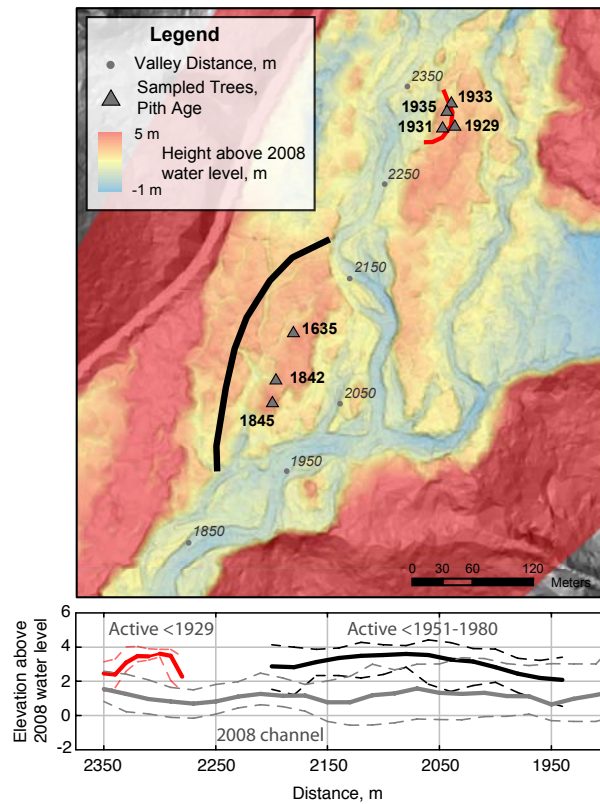 Legend
Valley Distance, m
Sampled Trees,
Pith Age
5 m
Height above 2008
water level, m
-1 m
2350
1933
1935
1931
1929
2250
2150
1635
1842
2050
1845
1950
1850
0 30 60 120
Meters
Elevation above
2008 water level
6
4
2
0
-2
Active <1929
Active <1951-1980
2008 channel
2350 2250 2150 2050 1950
Distance, m